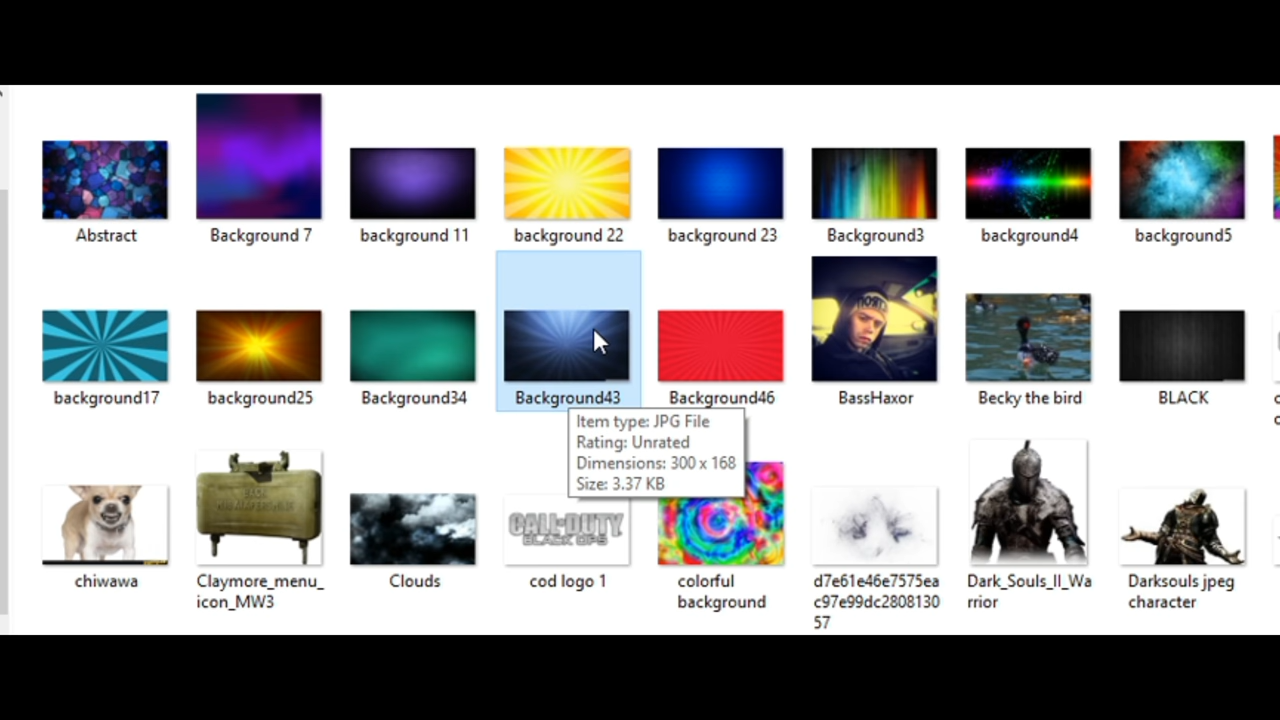 Abstract
Background 7
background 11
background 22
background 23
Background3
background4
background5
background17
background25
Background34
Background43
Background46
BassHaxor
Becky the bird
BLACK
Item type: JPG File
Rating: Unrated
Dimensions: 300 x 168
Size: 3.37 KB
CALL OF DUTY
BLACK OPS
chiwawa
Claymore_menu_
icon_MW3
Clouds
cod logo 1
colorful
background
d7e61e46e7575ea
c97e99dc2808130
57
Dark_Souls_II_Wa
rrior
Darksouls jpeg
character